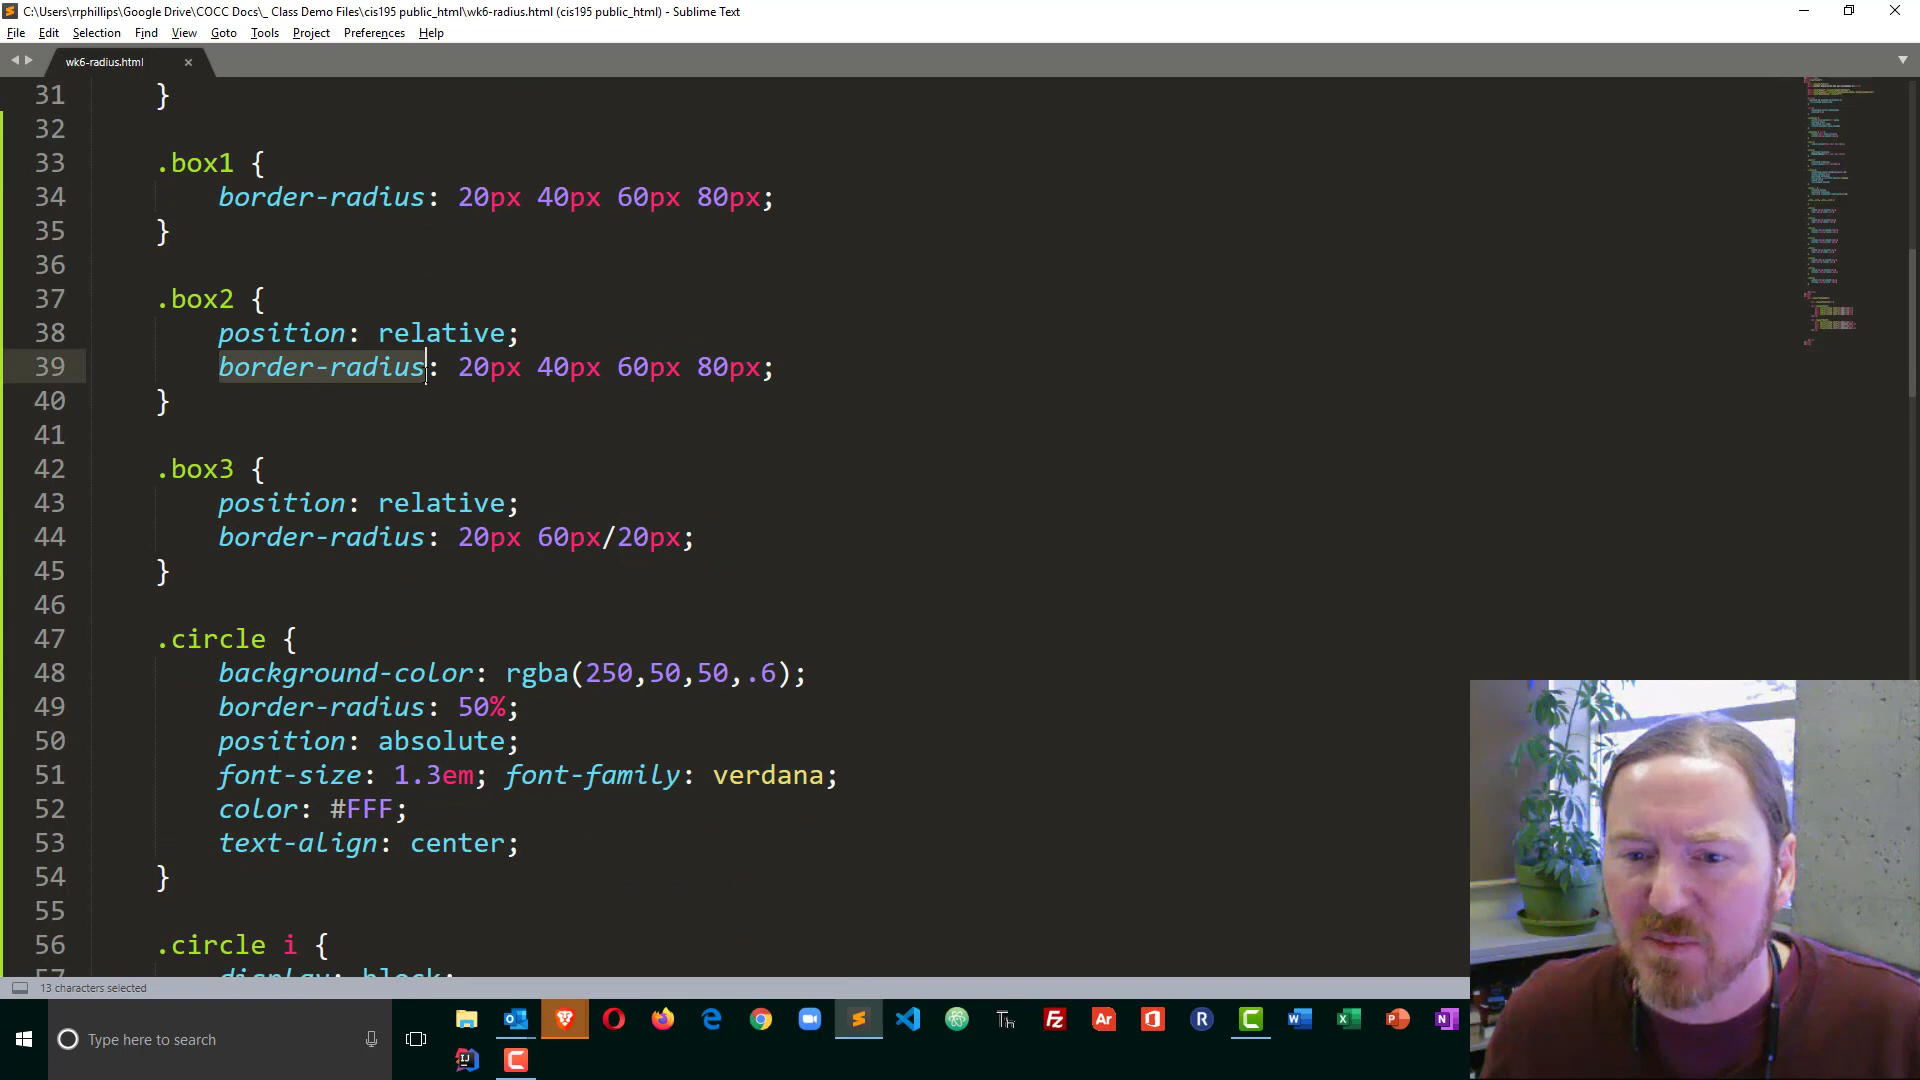 C:\Users\rrphillips\Google Drive\COCC Docs\_ Class Demo Files\cis195 public_html\wk6-radius.html (cis195 public_html) - Sublime Text
File Edit Selection Find View Goto Tools Project Preferences Help
wk6-radius.html
31 }
32
33 .box1 {
34 border-radius: 20px 40px 60px 80px;
35 }
36
37 .box2 {
38 position: relative;
39 border-radius: 20px 40px 60px 80px;
40 }
41
42 .box3 {
43 position: relative;
44 border-radius: 20px 60px/20px;
45 }
46
47 .circle {
48 background-color: rgba(250,50,50,.6);
49 border-radius: 50%;
50 position: absolute;
51 font-size: 1.3em; font-family: verdana;
52 color: #FFF;
53 text-align: center;
54 }
55
56 .circle i {
57 display: block;
13 characters selected
Type here to search